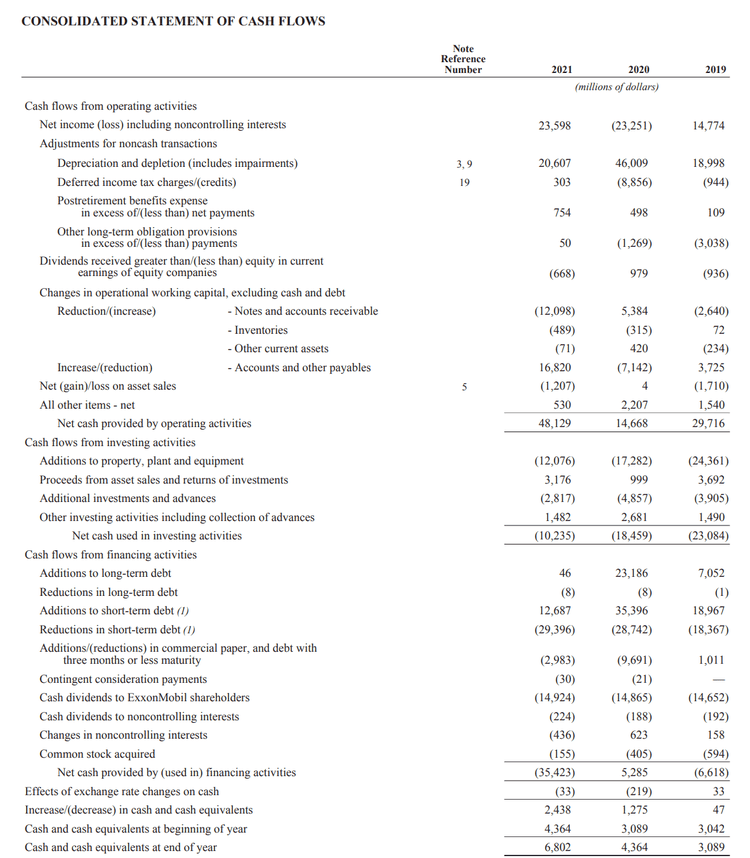 CONSOLIDATED STATEMENT OF CASH FLOWS
Note
Reference
Number 2021 2020 2019
(millions of dollars)
Cash flows from operating activities
Net income (loss) including noncontrolling interests 23,598 (23,251) 14,774
Adjustments for noncash transactions
Depreciation and depletion (includes impairments) 3, 9 20,607 46,009 18,998
Deferred income tax charges/(credits) 19 303 (8,856) (944)
Postretirement benefits expense
in excess of/(less than) net payments 754 498 109
Other long-term obligation provisions
in excess of/(less than) payments 50 (1,269) (3,038)
Dividends received greater than/(less than) equity in current
earnings of equity companies (668) 979 (936)
Changes in operational working capital, excluding cash and debt
Reduction/(increase) - Notes and accounts receivable (12,098) 5,384 (2,640)
- Inventories (489) (315) 72
- Other current assets (71) 420 (234)
Increase/(reduction) - Accounts and other payables 16,820 (7,142) 3,725
Net (gain)/loss on asset sales 5 (1,207) 4 (1,710)
All other items - net 530 2,207 1,540
Net cash provided by operating activities 48,129 14,668 29,716
Cash flows from investing activities
Additions to property, plant and equipment (12,076) (17,282) (24,361)
Proceeds from asset sales and returns of investments 3,176 999 3,692
Additional investments and advances (2,817) (4,857) (3,905)
Other investing activities including collection of advances 1,482 2,681 1,490
Net cash used in investing activities (10,235) (18,459) (23,084)
Cash flows from financing activities
Additions to long-term debt 46 23,186 7,052
Reductions in long-term debt (8) (8) (1)
Additions to short-term debt (1) 12,687 35,396 18,967
Reductions in short-term debt (1) (29,396) (28,742) (18,367)
Additions/(reductions) in commercial paper, and debt with
three months or less maturity (2,983) (9,691) 1,011
Contingent consideration payments (30) (21) —
Cash dividends to ExxonMobil shareholders (14,924) (14,865) (14,652)
Cash dividends to noncontrolling interests (224) (188) (192)
Changes in noncontrolling interests (436) 623 158
Common stock acquired (155) (405) (594)
Net cash provided by (used in) financing activities (35,423) 5,285 (6,618)
Effects of exchange rate changes on cash (33) (219) 33
Increase/(decrease) in cash and cash equivalents 2,438 1,275 47
Cash and cash equivalents at beginning of year 4,364 3,089 3,042
Cash and cash equivalents at end of year 6,802 4,364 3,089